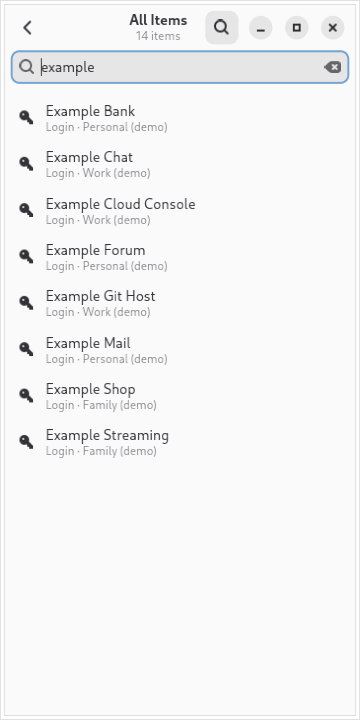 All Items
14 items
example
Example Bank
Login · Personal (demo)
Example Chat
Login · Work (demo)
Example Cloud Console
Login · Work (demo)
Example Forum
Login · Personal (demo)
Example Git Host
Login · Work (demo)
Example Mail
Login · Personal (demo)
Example Shop
Login · Family (demo)
Example Streaming
Login · Family (demo)